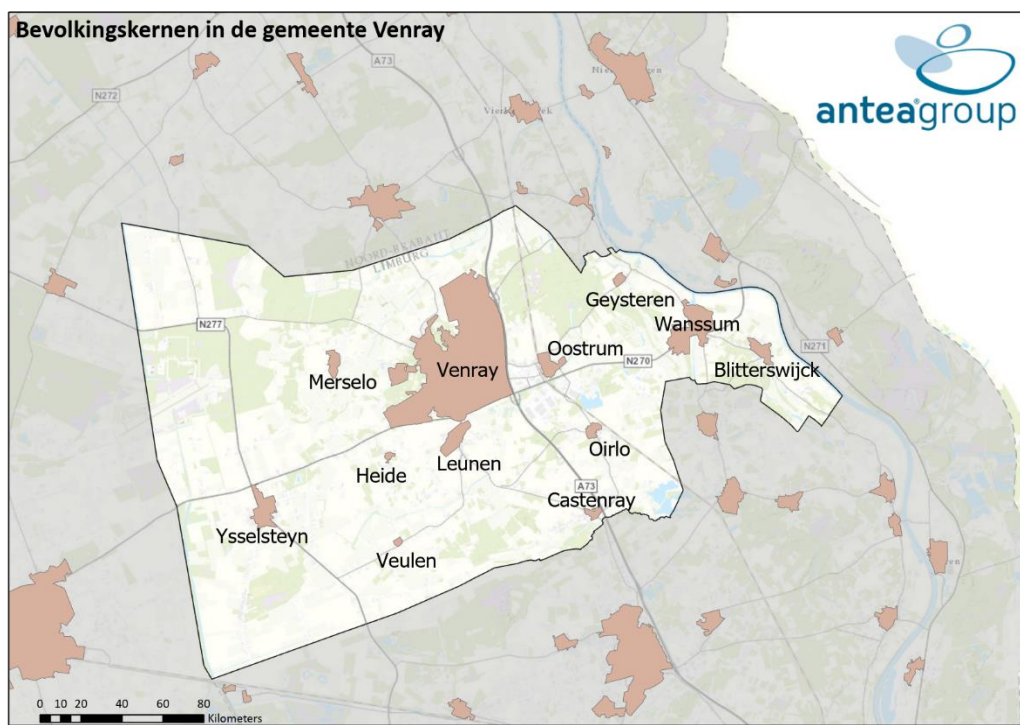 Bevolkingskernen in de gemeente Venray
anteagroup
A73
N272
NOORD-BRABANT
LIMBURG
Geysteren
Wanssum
N277
Oostrum
N270
N271
Merselo
Venray
Blitterswijck
Heide
Leunen
Oirlo
A73
Castenray
Ysselsteyn
Veulen
0 10 20 40 60 80
Kilometers